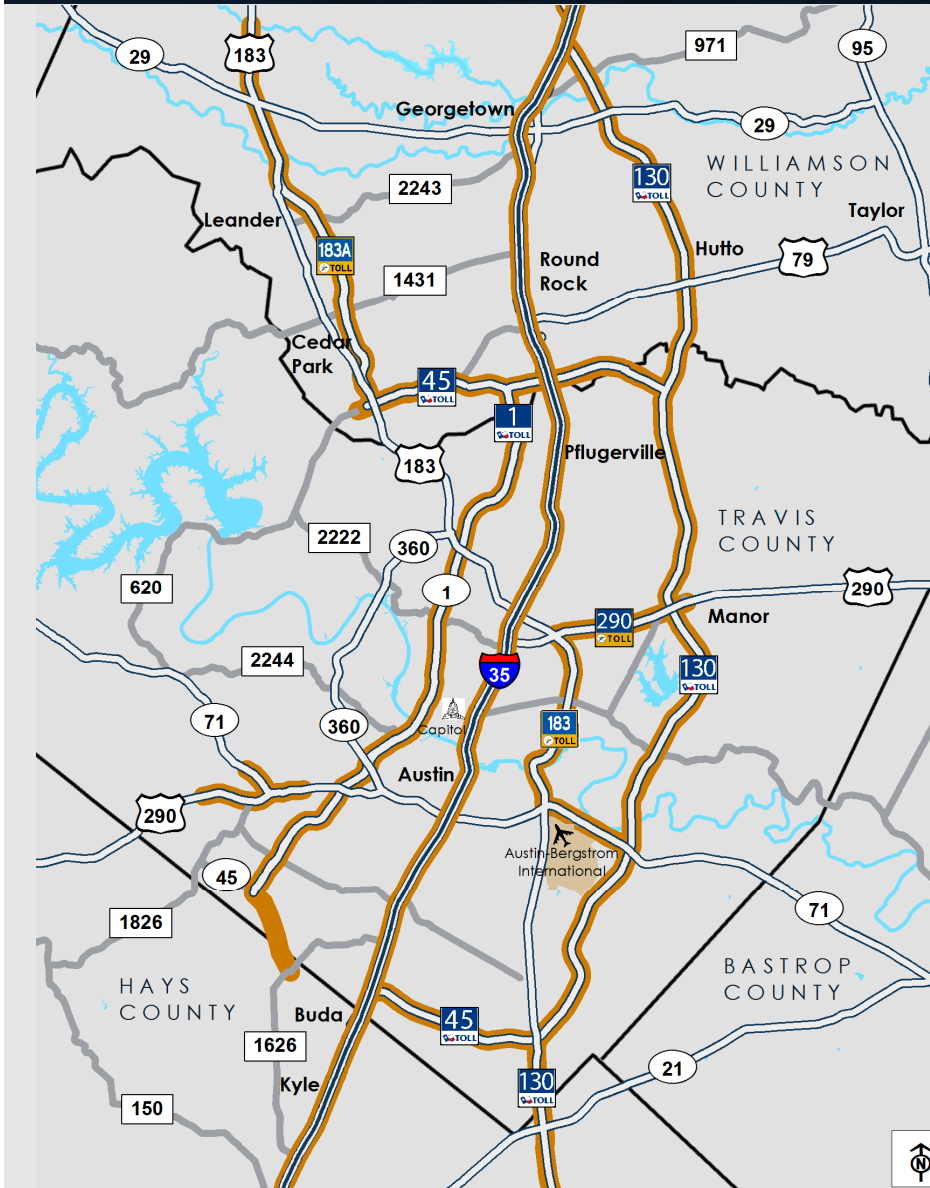 183
29
971
95
Georgetown
29
WILLIAMSON
COUNTY
130
TOLL
2243
Leander
Taylor
183A
TOLL
Hutto
79
Round
Rock
1431
Cedar
Park
45
TOLL
1
TOLL
Pflugerville
183
TRAVIS
COUNTY
2222
360
620
1
290
290
TOLL
Manor
2244
35
130
TOLL
71
360
183
TOLL
Capitol
Austin
290
Austin-Bergstrom
International
45
1826
71
BASTROP
COUNTY
HAYS
COUNTY
Buda
45
TOLL
1626
21
Kyle
130
TOLL
150
N